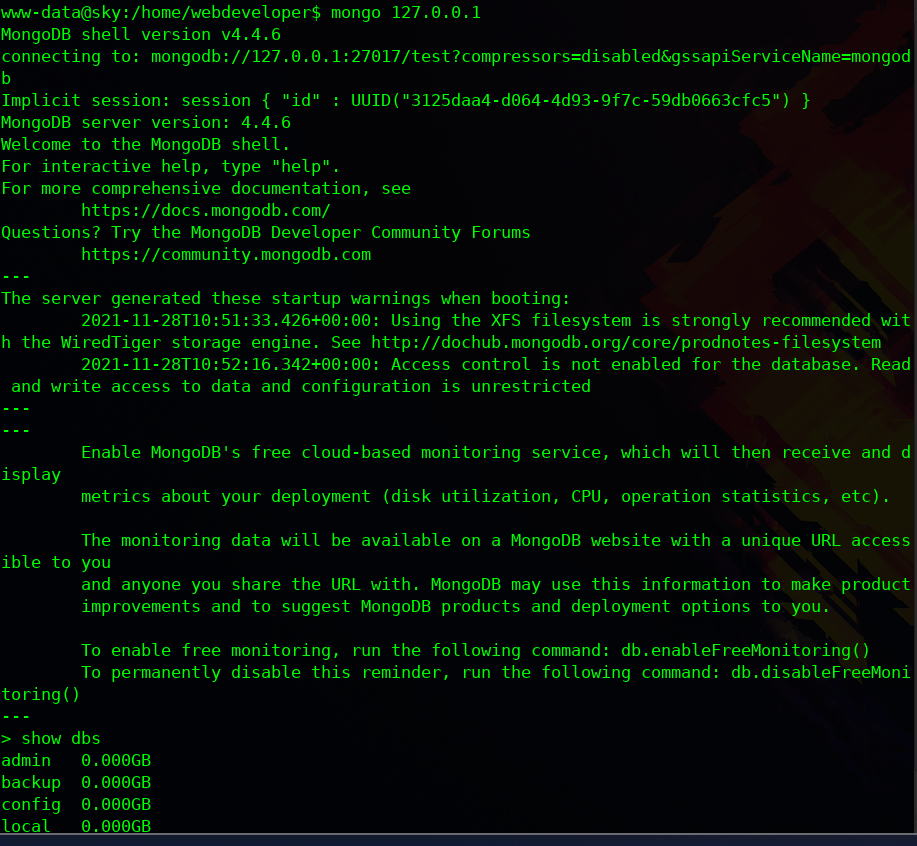 www-data@sky:/home/webdeveloper$ mongo 127.0.0.1
MongoDB shell version v4.4.6
connecting to: mongodb://127.0.0.1:27017/test?compressors=disabled&gssapiServiceName=mongod
b
Implicit session: session { "id" : UUID("3125daa4-d064-4d93-9f7c-59db0663cfc5") }
MongoDB server version: 4.4.6
Welcome to the MongoDB shell.
For interactive help, type "help".
For more comprehensive documentation, see
        https://docs.mongodb.com/
Questions? Try the MongoDB Developer Community Forums
        https://community.mongodb.com
---
The server generated these startup warnings when booting:
        2021-11-28T10:51:33.426+00:00: Using the XFS filesystem is strongly recommended wit
h the WiredTiger storage engine. See http://dochub.mongodb.org/core/prodnotes-filesystem
        2021-11-28T10:52:16.342+00:00: Access control is not enabled for the database. Read
 and write access to data and configuration is unrestricted
---
---
        Enable MongoDB's free cloud-based monitoring service, which will then receive and d
isplay
        metrics about your deployment (disk utilization, CPU, operation statistics, etc).

        The monitoring data will be available on a MongoDB website with a unique URL access
ible to you
        and anyone you share the URL with. MongoDB may use this information to make product
        improvements and to suggest MongoDB products and deployment options to you.

        To enable free monitoring, run the following command: db.enableFreeMonitoring()
        To permanently disable this reminder, run the following command: db.disableFreeMoni
toring()
---
> show dbs
admin   0.000GB
backup  0.000GB
config  0.000GB
local   0.000GB